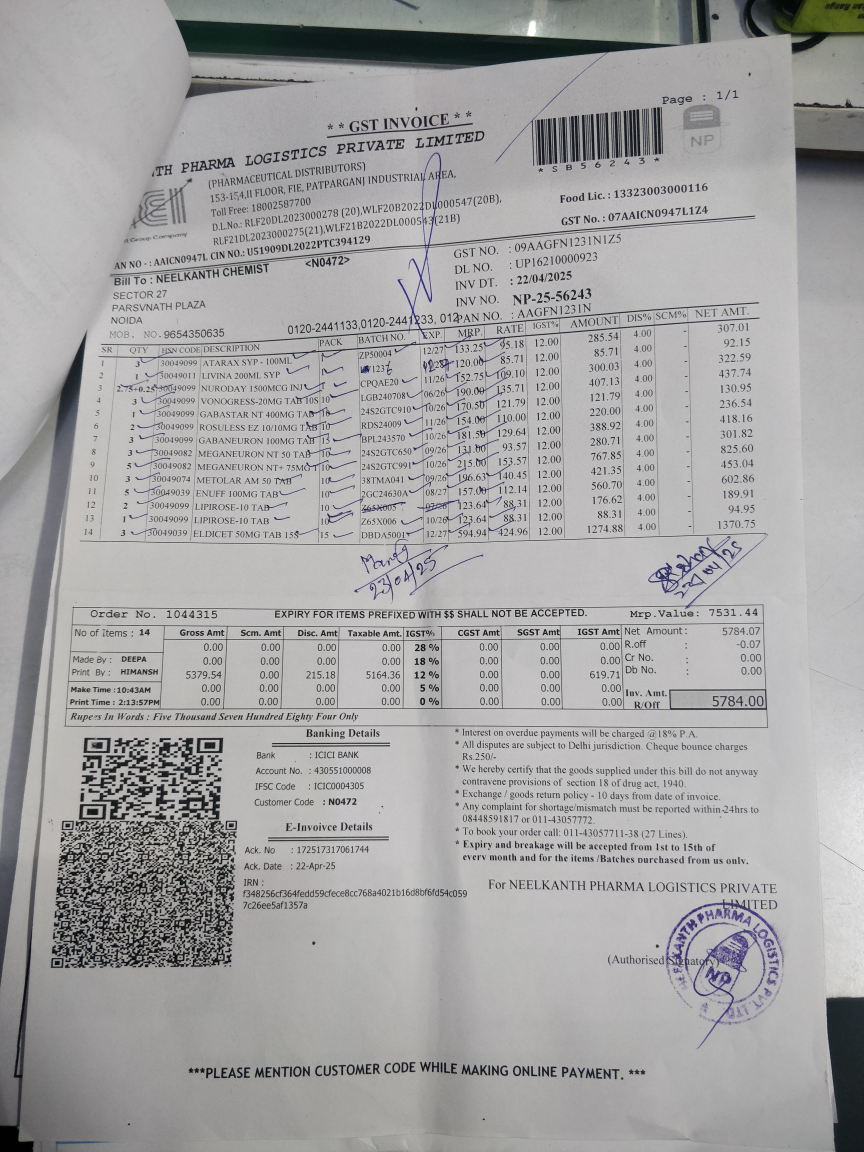 Page : 1/1
* * GST INVOICE * *
TH PHARMA LOGISTICS PRIVATE LIMITED
* S B 5 6 2 4 3 *
NP
(PHARMACEUTICAL DISTRIBUTORS)
153-154,II FLOOR, FIE, PATPARGANJ INDUSTRIAL AREA,
Toll Free: 18002587700
D.L.No.: RLF20DL2023000278 (20),WLF20B2022DL000547(20B),
RLF21DL2023000275(21),WLF21B2022DL000543(21B)
Group Company
AN NO - : AAICN0947L CIN NO.: U51909DL2022PTC394129
Food Lic. : 13323003000116
GST No. : 07AAICN0947L1Z4
Bill To : NEELKANTH CHEMIST <N0472>
SECTOR 27
PARSVNATH PLAZA
NOIDA
MOB. NO. 9654350635
0120-2441133,0120-2441233, 012
GST NO. : 09AAGFN1231N1Z5
DL NO. : UP16210000923
INV DT. : 22/04/2025
INV NO. NP-25-56243
PAN NO. : AAGFN1231N
SR QTY HSN CODE DESCRIPTION PACK BATCH NO. EXP. MRP. RATE IGST% AMOUNT DIS% SCM% NET AMT.
1 3 30049099 ATARAX SYP - 100ML ZP50004 12/27 133.25 95.18 12.00 285.54 4.00 - 307.01
2 1 30049011 LIVINA 200ML SYP 120.00 85.71 12.00 85.71 4.00 - 92.15
3 2.75+0.25 30049099 NURODAY 1500MCG INJ CPQAE20 11/26 152.75 109.10 12.00 300.03 4.00 - 322.59
4 3 30049099 VONOGRESS-20MG TAB 10S 10 LGB240708 06/26 190.00 135.71 12.00 407.13 4.00 - 437.74
5 1 30049099 GABASTAR NT 400MG TAB 10 24S2GTC910 10/26 170.50 121.79 12.00 121.79 4.00 - 130.95
6 2 30049099 ROSULESS EZ 10/10MG TAB 10 RDS24009 11/26 154.00 110.00 12.00 220.00 4.00 - 236.54
7 3 30049099 GABANEURON 100MG TAB 15 BPL243570 10/26 181.50 129.64 12.00 388.92 4.00 - 418.16
8 3 30049082 MEGANEURON NT 50 TAB 10 24S2GTC650 09/26 131.00 93.57 12.00 280.71 4.00 - 301.82
9 5 30049082 MEGANEURON NT+ 75MG T 10 24S2GTC991 10/26 215.00 153.57 12.00 767.85 4.00 - 825.60
10 3 30049074 METOLAR AM 50 TAB 10 38TMA041 09/26 196.63 140.45 12.00 421.35 4.00 - 453.04
11 5 30049039 ENUFF 100MG TAB 10 2GC24630A 08/27 157.00 112.14 12.00 560.70 4.00 - 602.86
12 2 30049099 LIPIROSE-10 TAB 10 Z65X005 07/26 123.64 88.31 12.00 176.62 4.00 - 189.91
13 1 30049099 LIPIROSE-10 TAB 10 Z65X006 10/26 123.64 88.31 12.00 88.31 4.00 - 94.95
14 3 30049039 ELDICET 50MG TAB 15S 15 DBDA5001 12/27 594.94 424.96 12.00 1274.88 4.00 - 1370.75
23/04/25
Order No. 1044315 EXPIRY FOR ITEMS PREFIXED WITH $$ SHALL NOT BE ACCEPTED. Mrp.Value: 7531.44
No of Items : 14 Gross Amt Scm. Amt Disc. Amt Taxable. Amt IGST% CGST Amt SGST Amt IGST Amt
0.00 0.00 0.00 0.00 28 % 0.00 0.00 0.00
0.00 0.00 0.00 0.00 18 % 0.00 0.00 0.00
5379.54 0.00 215.18 5164.36 12 % 0.00 0.00 619.71
0.00 0.00 0.00 0.00 5 % 0.00 0.00 0.00
0.00 0.00 0.00 0.00 0 % 0.00 0.00 0.00
Made By : DEEPA
Print By : HIMANSH
Make Time : 10:43AM
Print Time : 2:13:57PM
Net Amount : 5784.07
R.off : -0.07
Cr No. : 0.00
Db No. : 0.00
Inv. Amt. R/Off 5784.00
Rupees In Words : Five Thousand Seven Hundred Eighty Four Only
Banking Details
Bank : ICICI BANK
Account No. : 430551000008
IFSC Code : ICIC0004305
Customer Code : N0472
E-Invoivce Details
Ack. No : 172517317061744
Ack. Date : 22-Apr-25
IRN :
f348256cf364fedd59cfece8cc768a4021b16d8bf6fd54c059
7c26ee5af1357a
* Interest on overdue payments will be charged @18% P.A.
* All disputes are subject to Delhi jurisdiction. Cheque bounce charges
Rs.250/-
* We hereby certify that the goods supplied under this bill do not anyway
contravene provisions of section 18 of drug act, 1940.
* Exchange / goods return policy - 10 days from date of invoice.
* Any complaint for shortage/mismatch must be reported within-24hrs to
08448591817 or 011-43057772.
* To book your order call: 011-43057711-38 (27 Lines).
* Expiry and breakage will be accepted from 1st to 15th of
every month and for the items /Batches purchased from us only.
For NEELKANTH PHARMA LOGISTICS PRIVATE
LIMITED
(Authorised Signatory)
NEELKANTH PHARMA LOGISTICS PVT. LTD
NP
***PLEASE MENTION CUSTOMER CODE WHILE MAKING ONLINE PAYMENT. ***